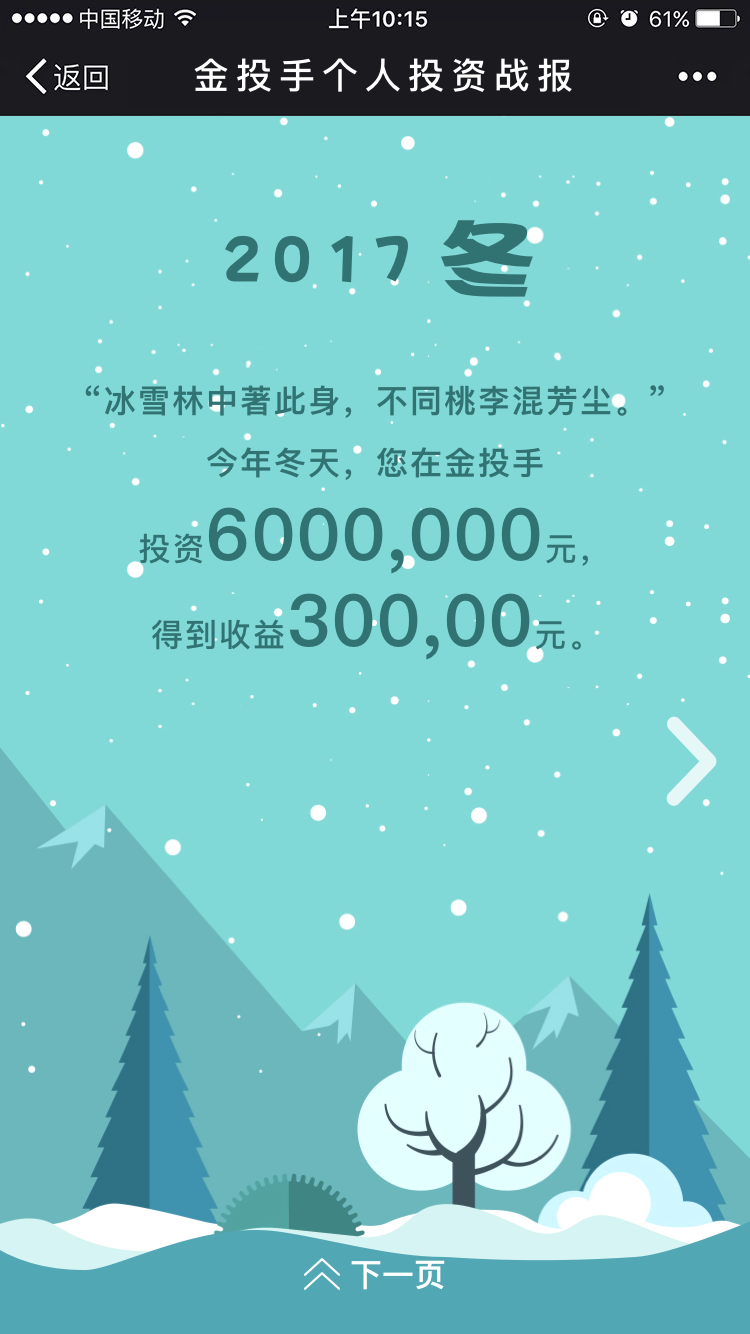 中国移动 上午10:15 61%
返回 金投手个人投资战报
2017 冬
“冰雪林中著此身，不同桃李混芳尘。”
今年冬天，您在金投手
投资6000,000元，
得到收益300,00元。
下一页